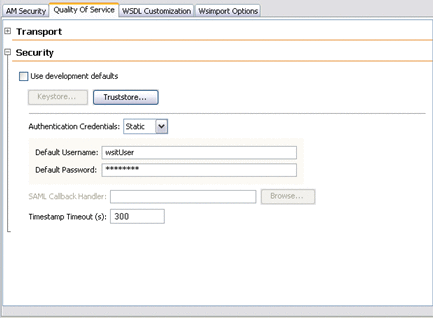 AM Security Quality Of Service WSDL Customization Wsimport Options
Transport
Security
Use development defaults
Keystore... Truststore...
Authentication Credentials: Static
Default Username: wsitUser
Default Password: ********
SAML Callback Handler: Browse...
Timestamp Timeout (s): 300